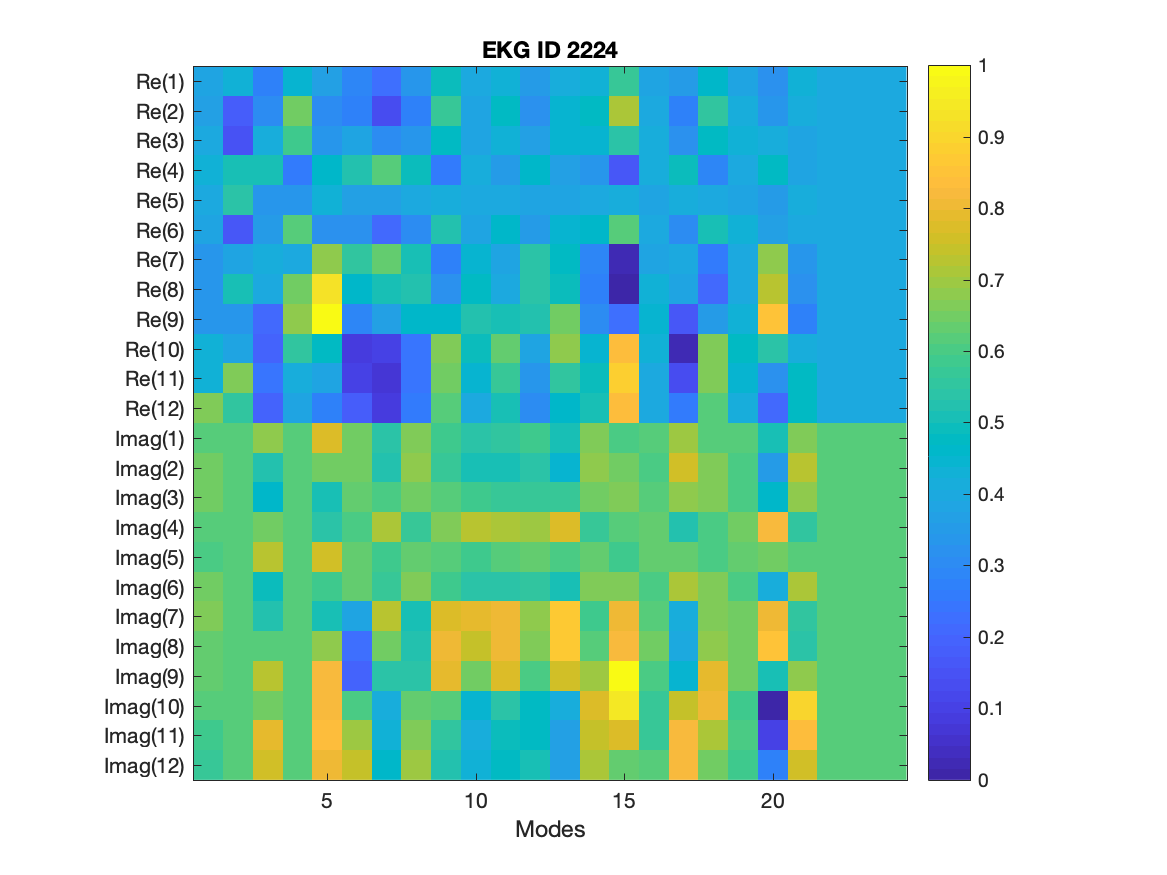 EKG ID 2224
Re(1)
Re(2)
Re(3)
Re(4)
Re(5)
Re(6)
Re(7)
Re(8)
Re(9)
Re(10)
Re(11)
Re(12)
Imag(1)
Imag(2)
Imag(3)
Imag(4)
Imag(5)
Imag(6)
Imag(7)
Imag(8)
Imag(9)
Imag(10)
Imag(11)
Imag(12)
5 10 15 20
Modes
1
0.9
0.8
0.7
0.6
0.5
0.4
0.3
0.2
0.1
0